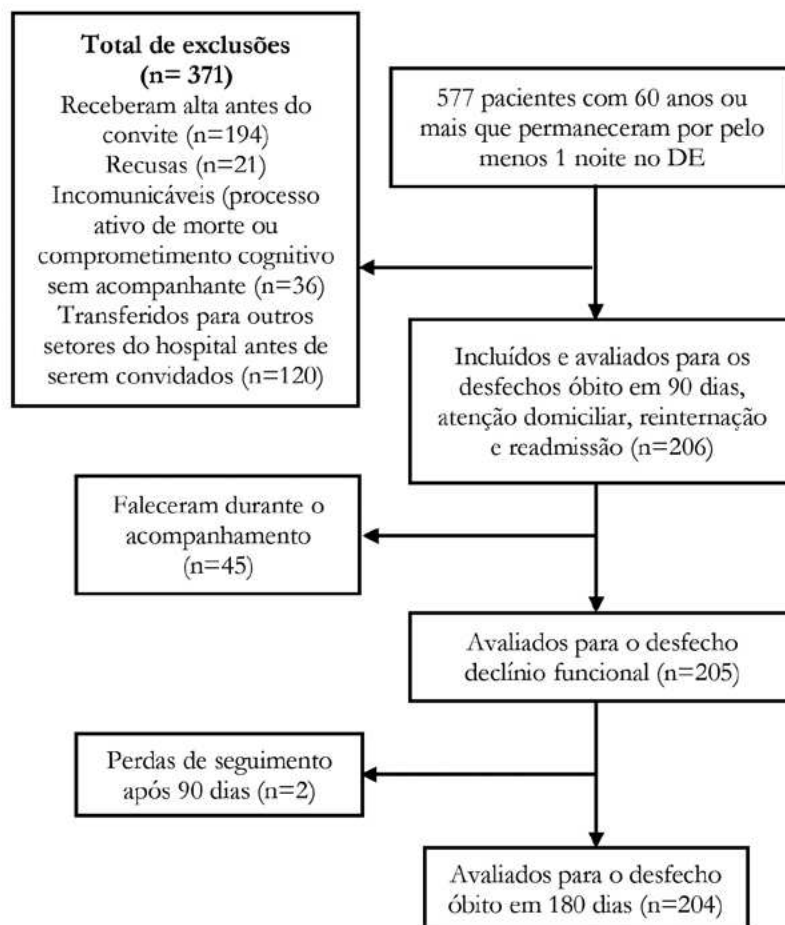 Total de exclusões
(n= 371)
Receberam alta antes do
convite (n=194)
Recusas (n=21)
Incomunicáveis (processo
ativo de morte ou
comprometimento cognitivo
sem acompanhante (n=36)
Transferidos para outros
setores do hospital antes de
serem convidados (n=120)
577 pacientes com 60 anos ou
mais que permaneceram por pelo
menos 1 noite no DE
Incluídos e avaliados para os
desfechos óbito em 90 dias,
atenção domiciliar, reinternação
e readmissão (n=206)
Faleceram durante o
acompanhamento
(n=45)
Avaliados para o desfecho
declínio funcional (n=205)
Perdas de seguimento
após 90 dias (n=2)
Avaliados para o desfecho
óbito em 180 dias (n=204)